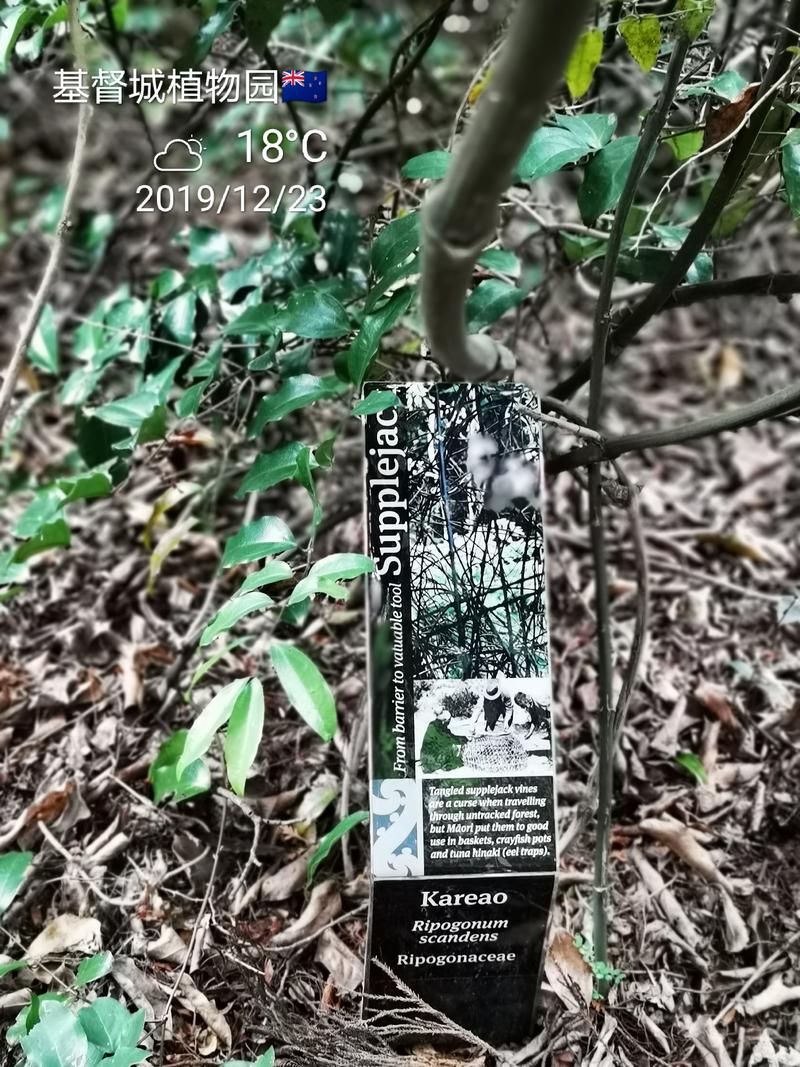 基督城植物园🇳🇿
18°C
2019/12/23
Supplejac
From barrier to valuable tool
Tangled supplejack vines
are a curse when travelling
through untracked forest,
but Māori put them to good
use in baskets, crayfish pots
and tuna hinaki (eel traps).
Kareao
Ripogonum
scandens
Ripogonaceae